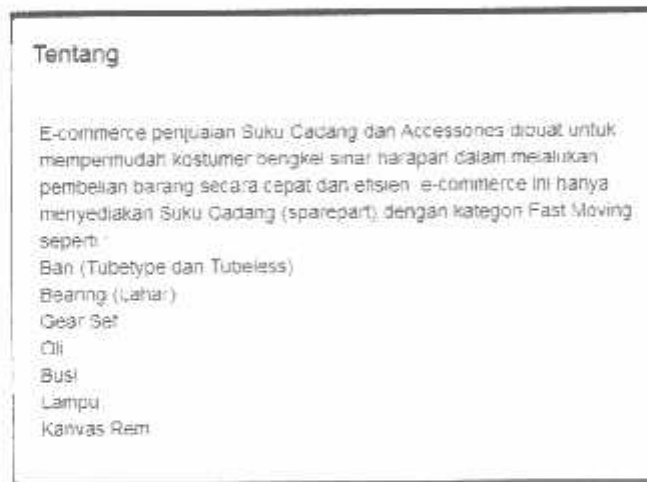 Tentang
E-commerce penjualan Suku Cadang dan Accessories dibuat untuk
mempermudah kostumer bengkel sinar harapan dalam melalukan
pembelian barang secara cepat dan efisien. e-commerce ini hanya
menyediakan Suku Cadang (sparepart) dengan kategori Fast Moving
seperti :
Ban (Tubetype dan Tubeless)
Bearing (Lahar)
Gear Set
Oli
Busi
Lampu
Kanvas Rem